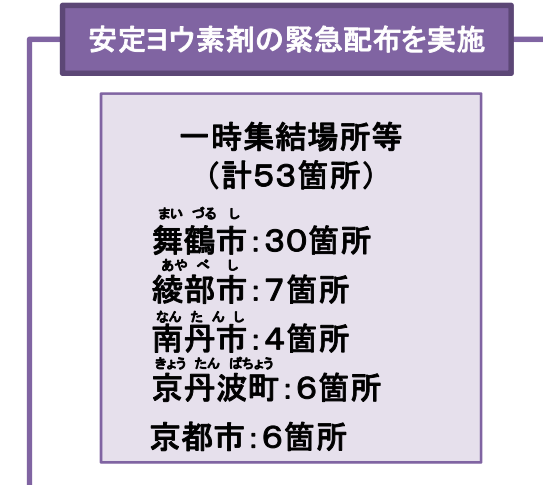 安定ヨウ素剤の緊急配布を実施
一時集結場所等
（計53箇所）
まい づる し
舞鶴市：30箇所
あや べ し
綾部市：7箇所
なん たん し
南丹市：4箇所
きょう たん ばちょう
京丹波町：6箇所
京都市：6箇所